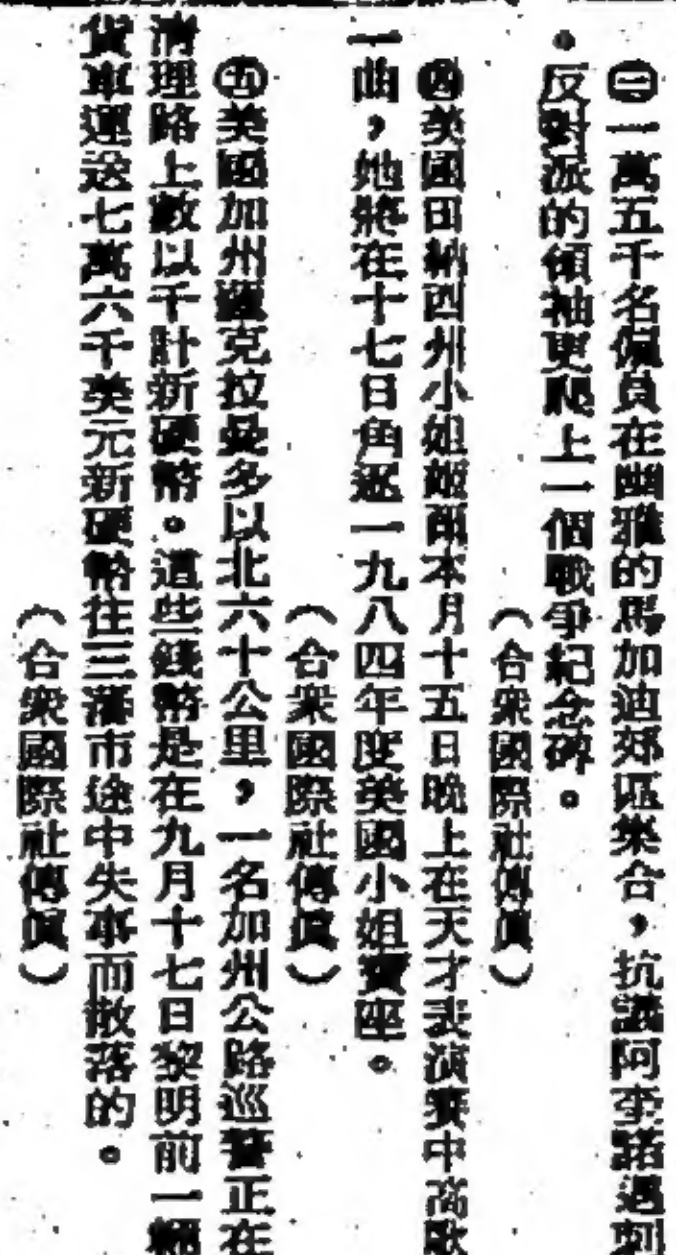 ㊂一萬五千名僱員在幽雅的馬加迪郊區集合，抗議阿奎諾遇刺
。反對派的領袖更爬上一個戰爭紀念碑。
（合衆國際社傳眞）
㊃美國田納西州小姐 本月十五日晚上在天才表演賽中高歌
一曲，她將在十七日角逐一九八四年度美國小姐寶座。
（合衆國際社傳眞）
㊄美國加州薩克拉曼多以北六十公里，一名加州公路巡警正在
清理路上數以千計新硬幣。這些錢幣是在九月十七日黎明前一輛
貨車運送七萬六千美元新硬幣往三藩市途中失事而散落的。
（合衆國際社傳眞）